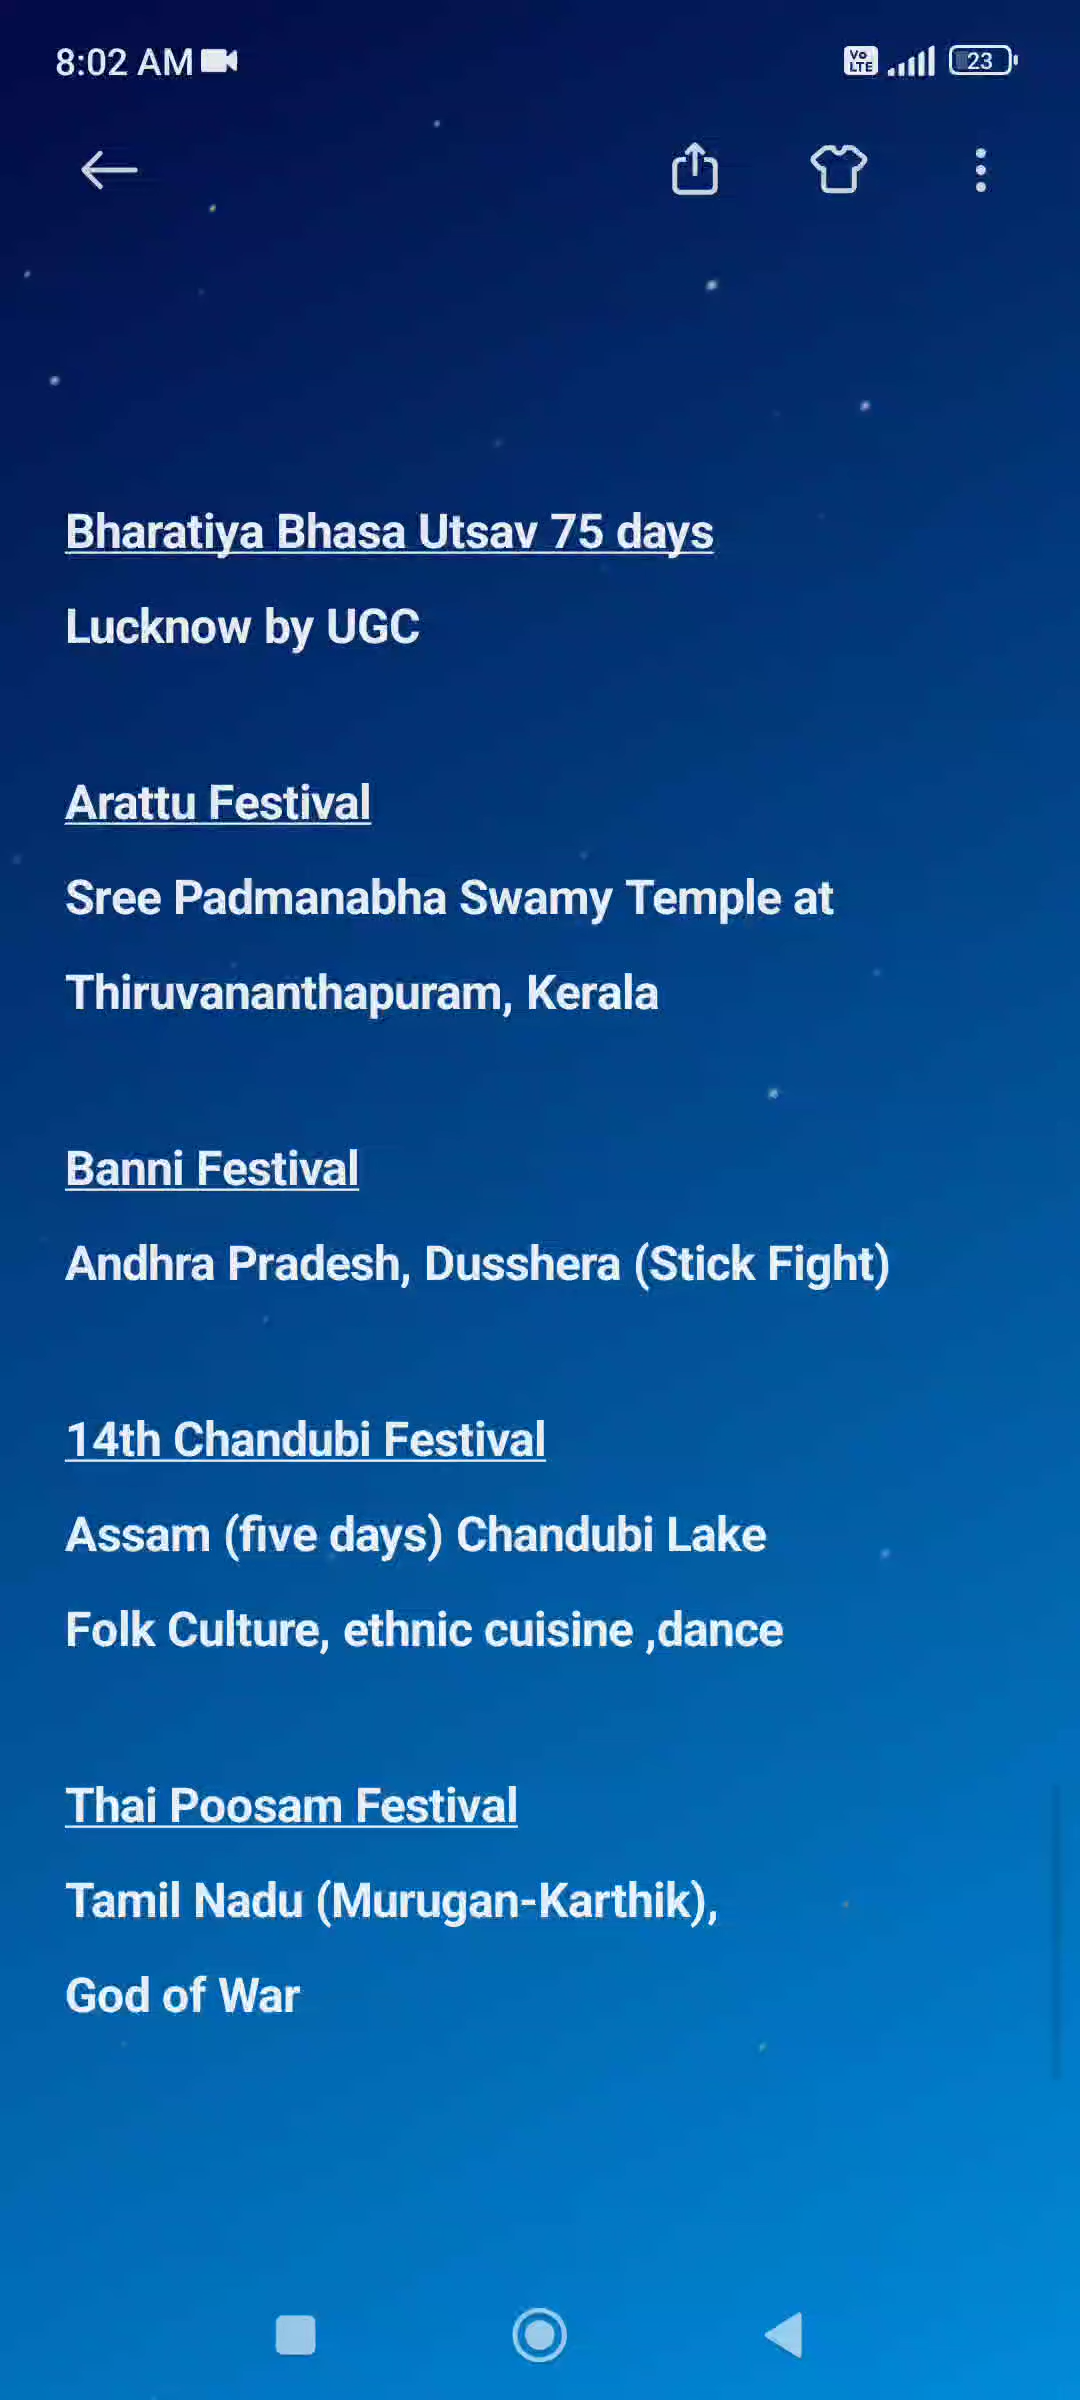 8:02 AM
Vo LTE
23
Bharatiya Bhasa Utsav 75 days
Lucknow by UGC
Arattu Festival
Sree Padmanabha Swamy Temple at
Thiruvananthapuram, Kerala
Banni Festival
Andhra Pradesh, Dusshera (Stick Fight)
14th Chandubi Festival
Assam (five days) Chandubi Lake
Folk Culture, ethnic cuisine ,dance
Thai Poosam Festival
Tamil Nadu (Murugan-Karthik),
God of War